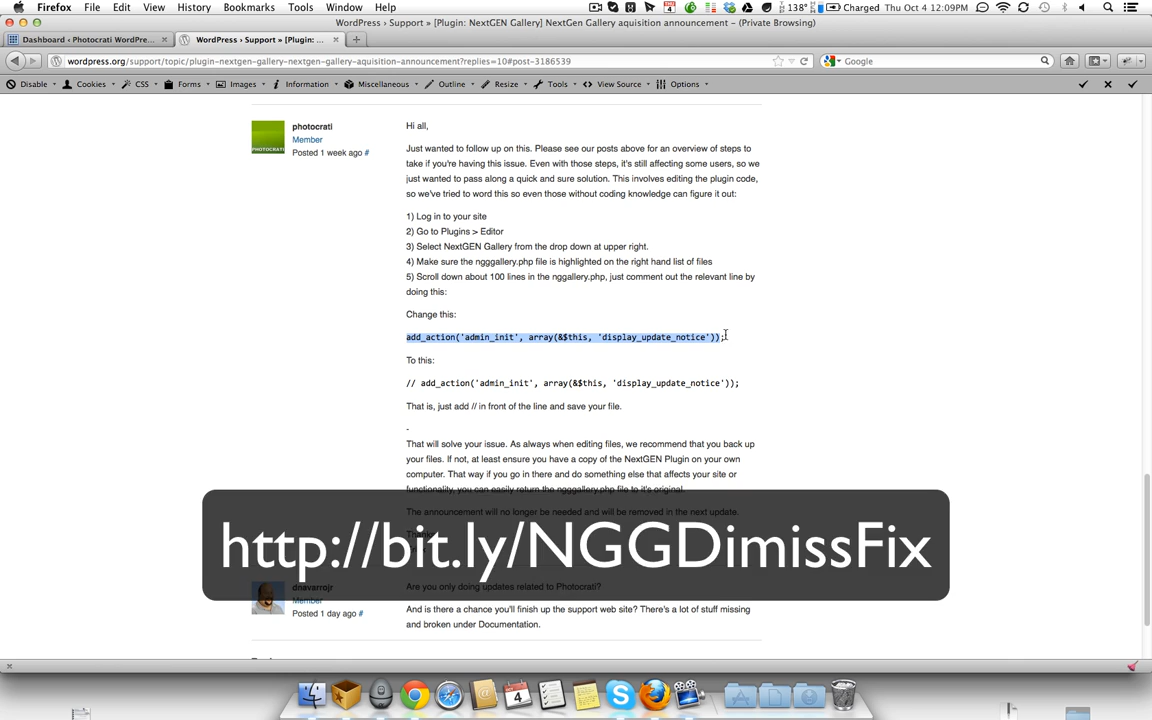 Firefox File Edit View History Bookmarks Tools Window Help 138° Charged Thu Oct 4 12:09PM
WordPress › Support » [Plugin: NextGEN Gallery] NextGen Gallery aquisition announcement – (Private Browsing)
Dashboard ‹ Photocrati WordPre... WordPress › Support » [Plugin: ...
wordpress.org/support/topic/plugin-nextgen-gallery-nextgen-gallery-aquisition-announcement?replies=10#post-3186539 Google
Disable Cookies CSS Forms Images Information Miscellaneous Outline Resize Tools View Source Options
photocrati
Member
Posted 1 week ago #
PHOTOCRATI
Hi all,
Just wanted to follow up on this. Please see our posts above for an overview of steps to
take if you're having this issue. Even with those steps, it's still affecting some users, so we
just wanted to pass along a quick and sure solution. This involves editing the plugin code,
so we've tried to word this so even those without coding knowledge can figure it out:
1) Log in to your site
2) Go to Plugins > Editor
3) Select NextGEN Gallery from the drop down at upper right.
4) Make sure the ngggallery.php file is highlighted on the right hand list of files
5) Scroll down about 100 lines in the nggallery.php, just comment out the relevant line by
doing this:
Change this:
add_action('admin_init', array(&$this, 'display_update_notice'));
To this:
// add_action('admin_init', array(&$this, 'display_update_notice'));
That is, just add // in front of the line and save your file.
-
That will solve your issue. As always when editing files, we recommend that you back up
your files. If not, at least ensure you have a copy of the NextGEN Plugin on your own
computer. That way if you go in there and do something else that affects your site or
functionality, you can easily return the ngggallery.php file to it's original.
The announcement will no longer be needed and will be removed in the next update.
http://bit.ly/NGGDimissFix
dnavarrojr
Member
Posted 1 day ago #
Are you only doing updates related to Photocrati?
And is there a chance you'll finish up the support web site? There's a lot of stuff missing
and broken under Documentation.